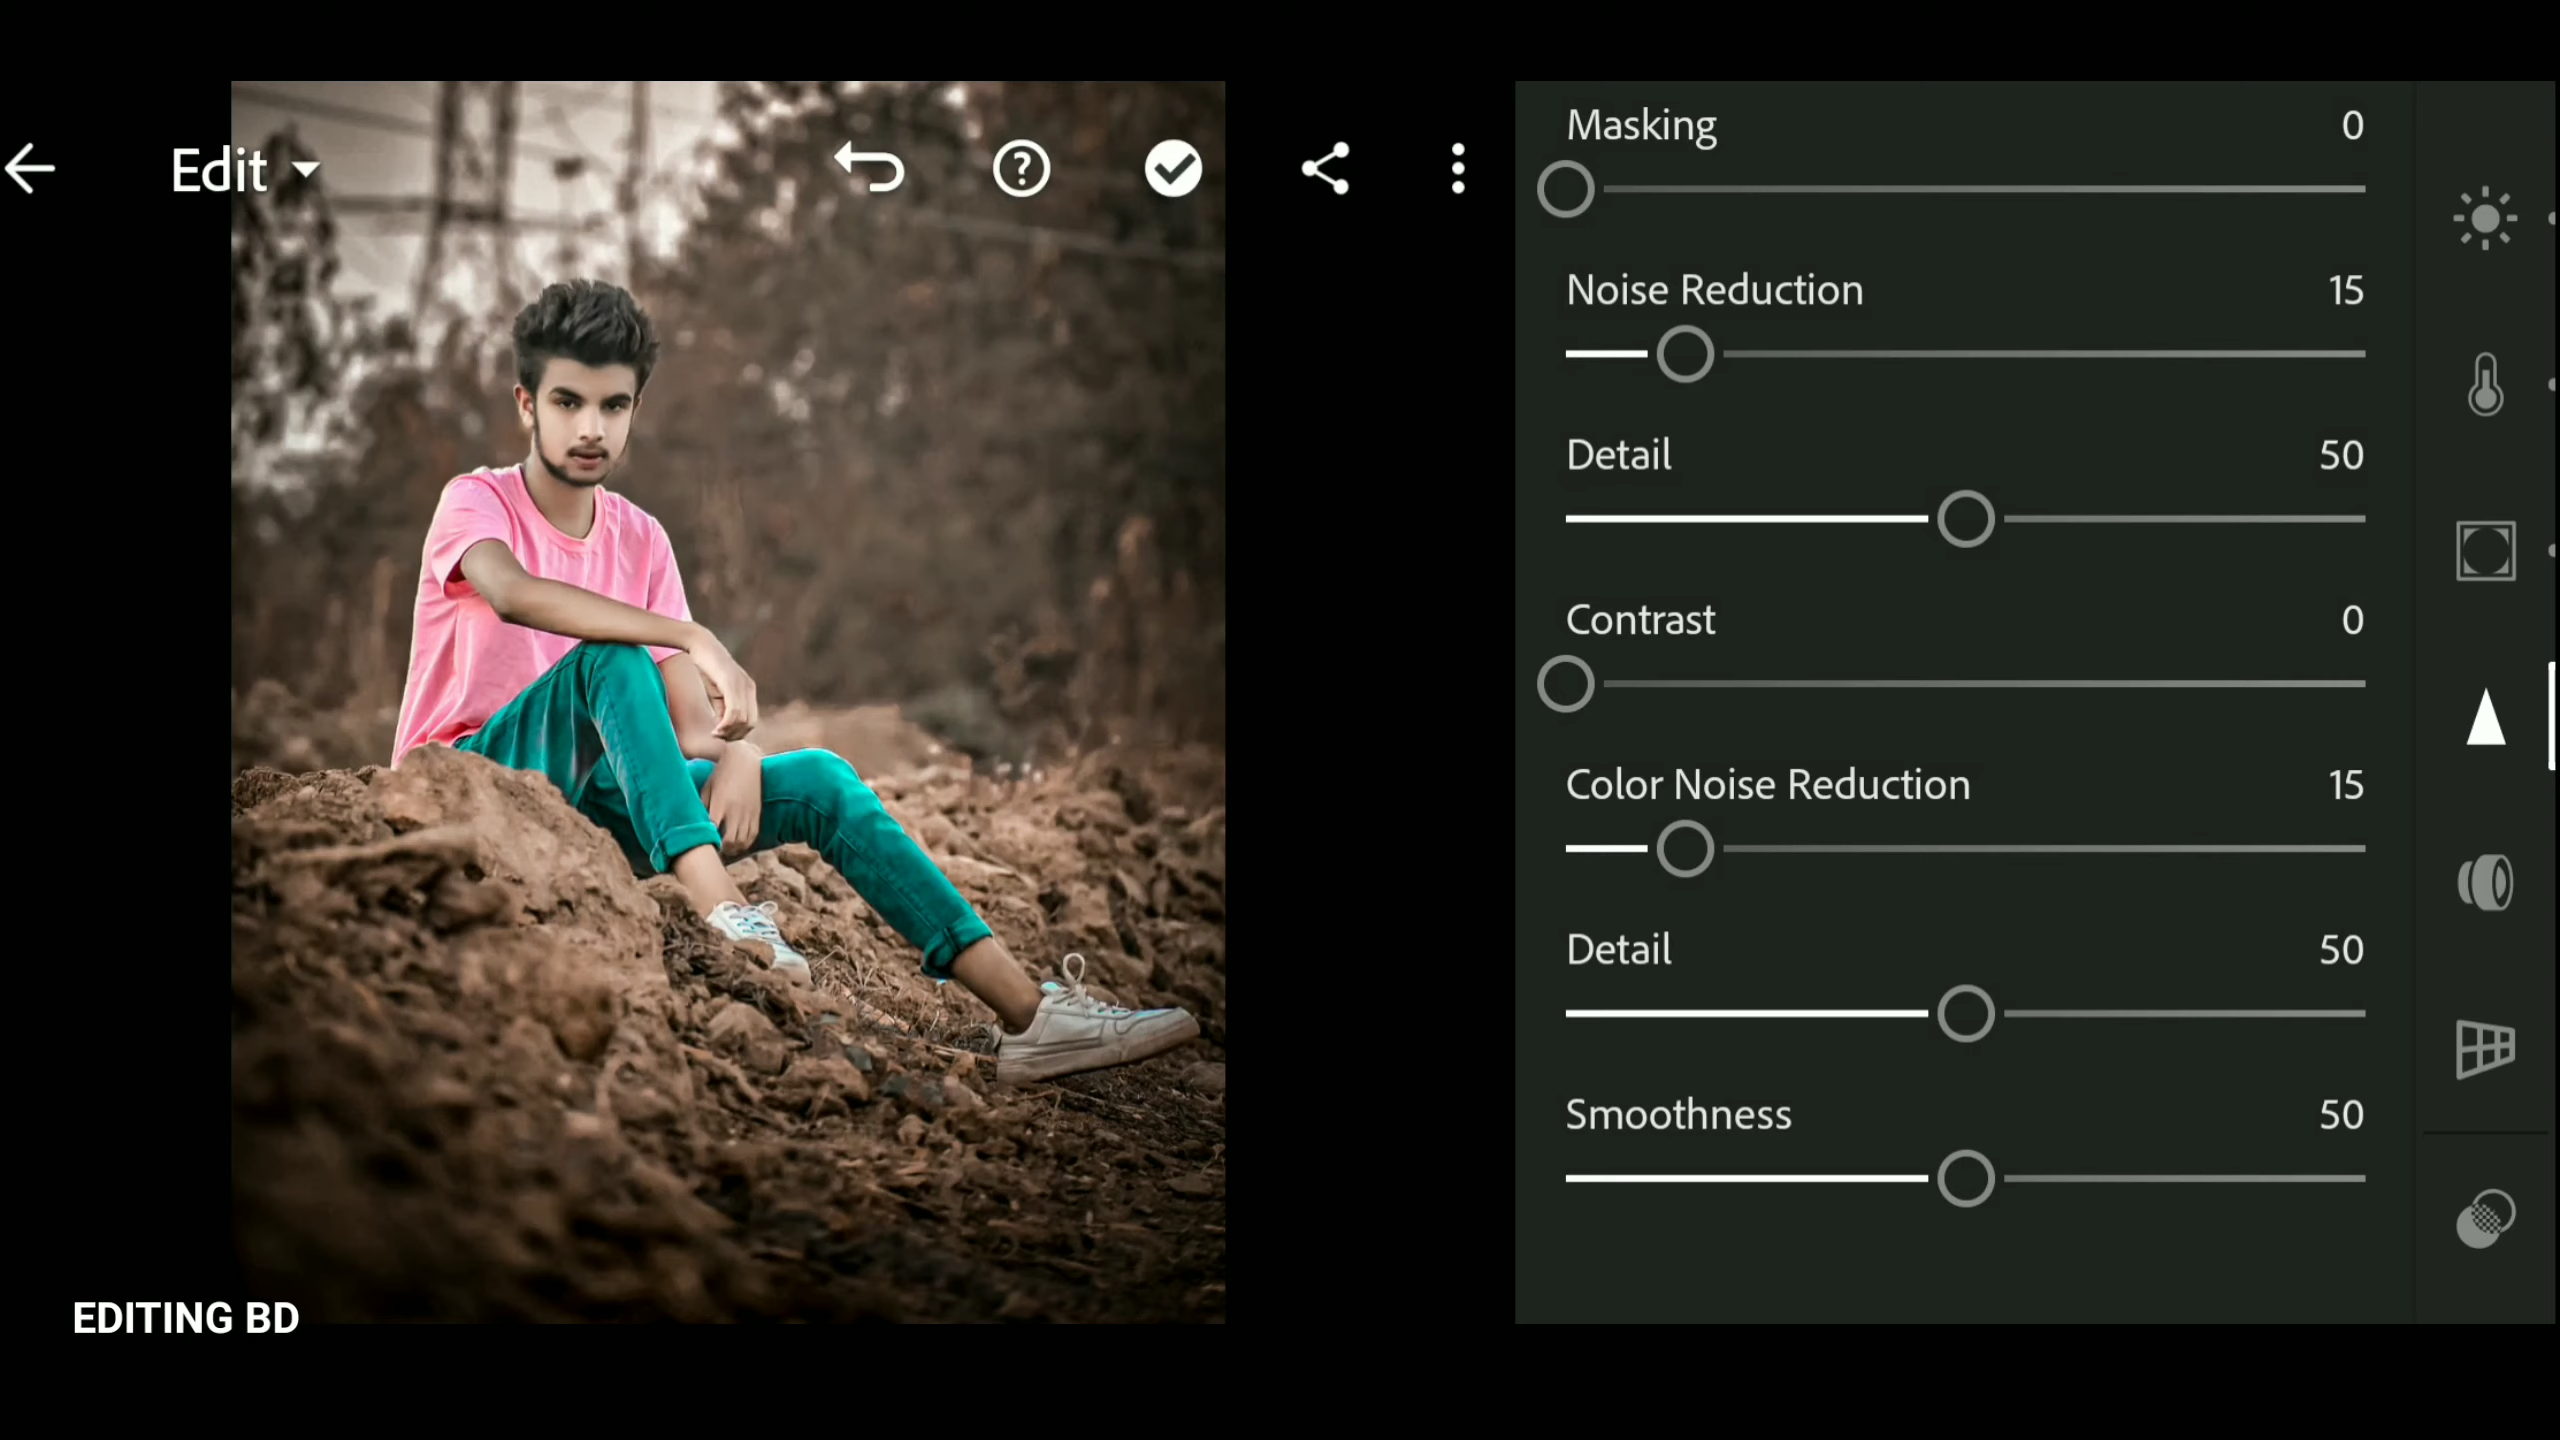 Edit
Masking 0
Noise Reduction 15
Detail 50
Contrast 0
Color Noise Reduction 15
Detail 50
Smoothness 50
EDITING BD